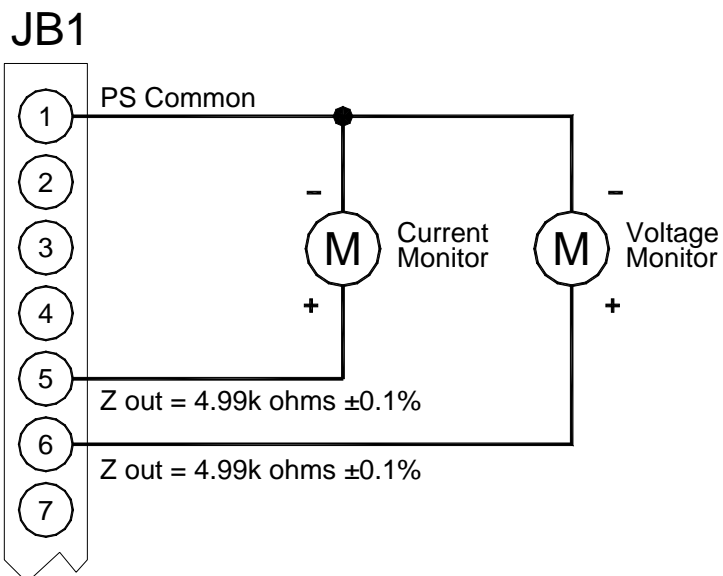 JB1
1
PS Common
2
3
4
5
6
7
–
M
Current
Monitor
+
–
M
Voltage
Monitor
+
Z out = 4.99k ohms ±0.1%
Z out = 4.99k ohms ±0.1%